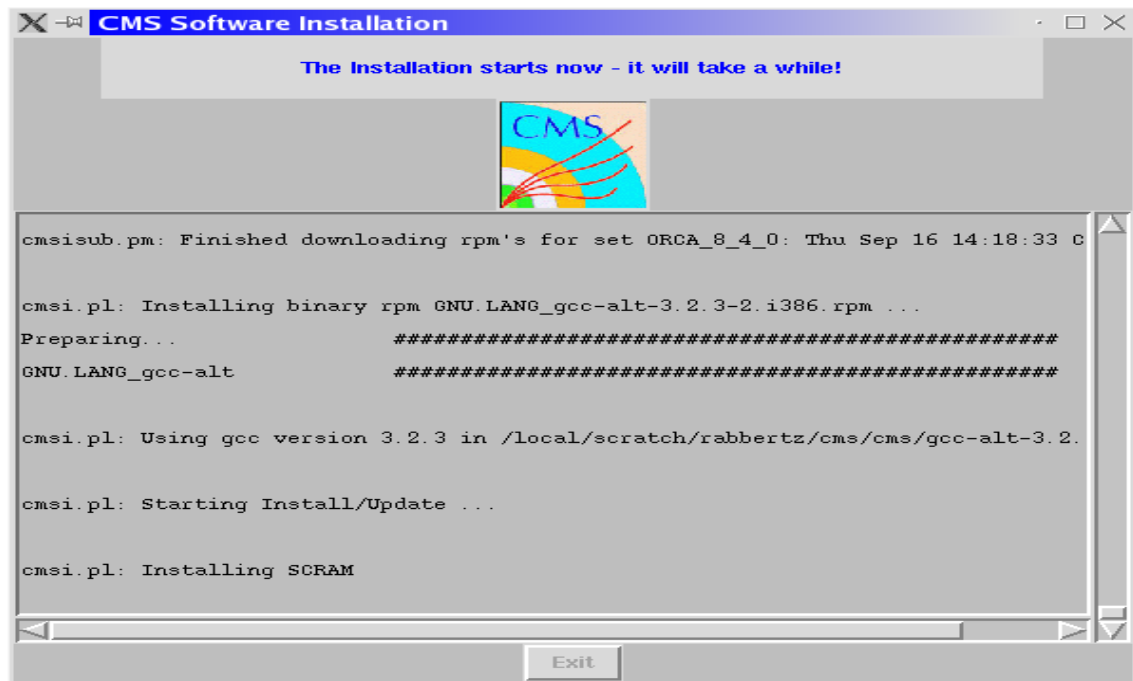 CMS Software Installation
The Installation starts now - it will take a while!
CMS
cmsisub.pm: Finished downloading rpm's for set ORCA_8_4_0: Thu Sep 16 14:18:33 C
cmsi.pl: Installing binary rpm GNU.LANG_gcc-alt-3.2.3-2.i386.rpm ...
Preparing... ##################################################
GNU.LANG_gcc-alt ##################################################
cmsi.pl: Using gcc version 3.2.3 in /local/scratch/rabbertz/cms/cms/gcc-alt-3.2.
cmsi.pl: Starting Install/Update ...
cmsi.pl: Installing SCRAM
Exit